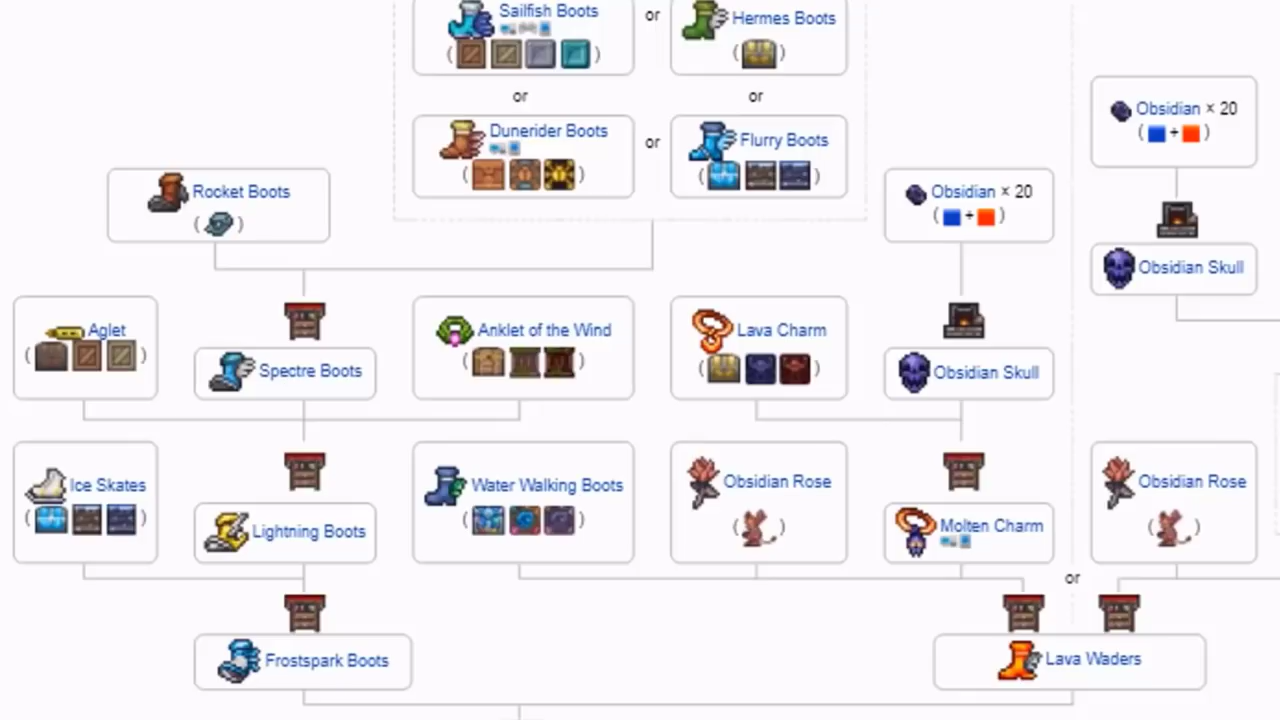 Sailfish Boots
or
Hermes Boots
( )
( )
or
or
Obsidian × 20
( + )
Dunerider Boots
or
Flurry Boots
( )
( )
Rocket Boots
( )
Obsidian × 20
( + )
Obsidian Skull
Aglet
( )
Spectre Boots
Anklet of the Wind
( )
Lava Charm
( )
Obsidian Skull
Ice Skates
( )
Lightning Boots
Water Walking Boots
( )
Obsidian Rose
( )
Molten Charm
Obsidian Rose
( )
or
Frostspark Boots
Lava Waders